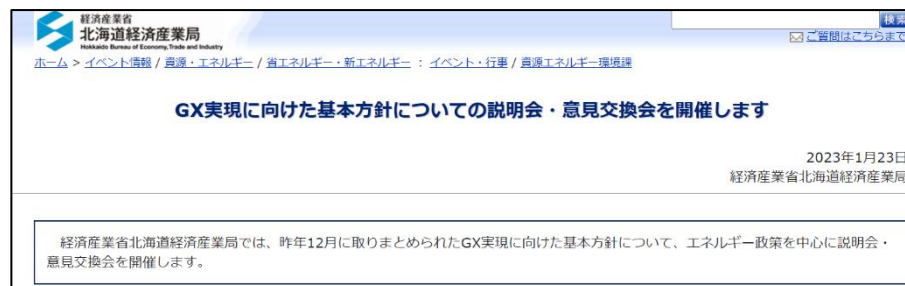 経済産業省
北海道経済産業局
Hokkaido Bureau of Economy, Trade and Industry
検索
ご質問はこちらまで
ホーム > イベント情報 / 資源・エネルギー / 省エネルギー・新エネルギー : イベント・行事 / 資源エネルギー環境課
GX実現に向けた基本方針についての説明会・意見交換会を開催します
2023年1月23日
経済産業省北海道経済産業局
経済産業省北海道経済産業局では、昨年12月に取りまとめられたGX実現に向けた基本方針について、エネルギー政策を中心に説明会・
意見交換会を開催します。